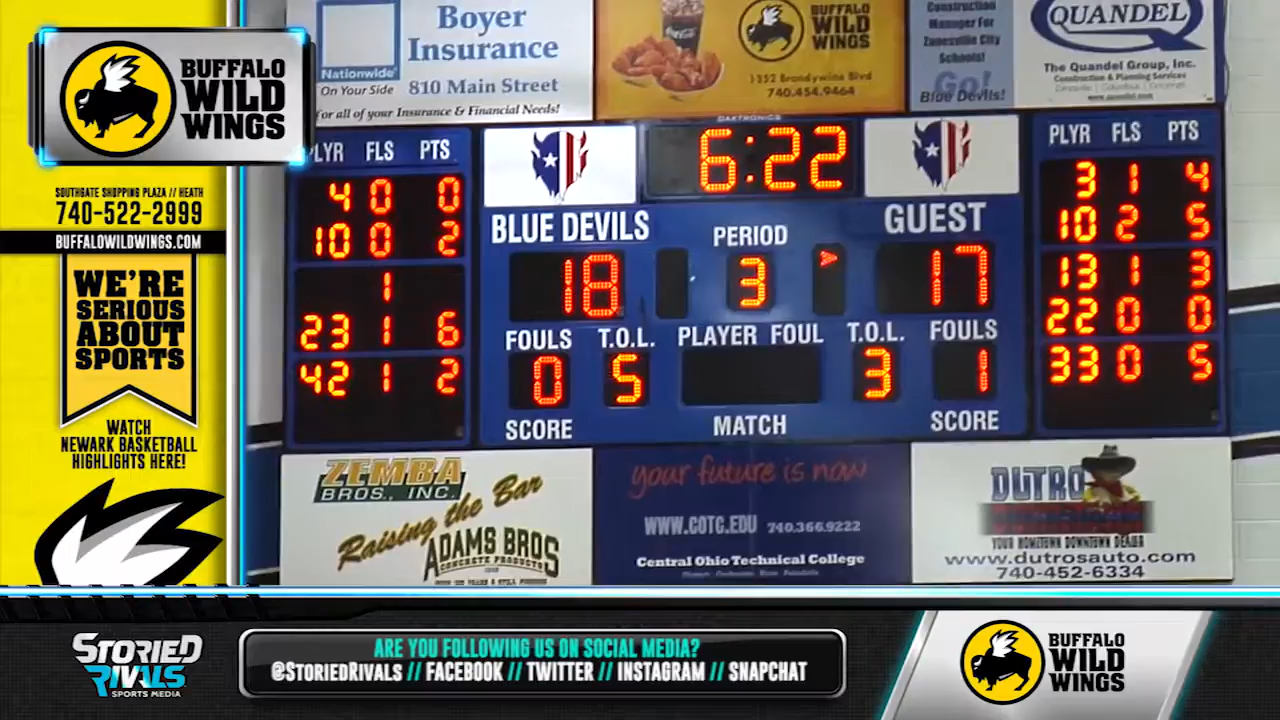 BUFFALO
WILD
WINGS
SOUTHGATE SHOPPING PLAZA // HEATH
740-522-2999
BUFFALOWILDWINGS.COM
WE'RE
SERIOUS
ABOUT
SPORTS
WATCH
NEWARK BASKETBALL
HIGHLIGHTS HERE!
Nationwide
On Your Side
Boyer
Insurance
810 Main Street
for all of your Insurance & Financial Needs!
BUFFALO
WILD
WINGS
1352 Brandywine Blvd
740.454.9464
Construction
Manager For
Zanesville City
Schools!
Go!
Blue Devils!
QUANDEL
The Quandel Group, Inc.
Construction & Planning Services
DAKTRONICS
PLYR FLS PTS
4 0 0
10 0 2
1
23 1 6
42 1 2
6:22
BLUE DEVILS
PERIOD
GUEST
18
3
17
FOULS T.O.L. PLAYER FOUL T.O.L. FOULS
0 5 3 1
SCORE MATCH SCORE
PLYR FLS PTS
3 1 4
10 2 5
13 1 3
22 0 0
33 0 5
ZEMBA
BROS., INC.
Raising the Bar
ADAMS BROS
CONCRETE PRODUCTS
your future is now
WWW.COTC.EDU 740.366.9222
Central Ohio Technical College
DUTRO
YOUR HOMETOWN DOWNTOWN DEALER
www.dutrosauto.com
740-452-6334
STORIED
RIVALS
SPORTS MEDIA
ARE YOU FOLLOWING US ON SOCIAL MEDIA?
@STORIEDRIVALS // FACEBOOK // TWITTER // INSTAGRAM // SNAPCHAT
BUFFALO
WILD
WINGS